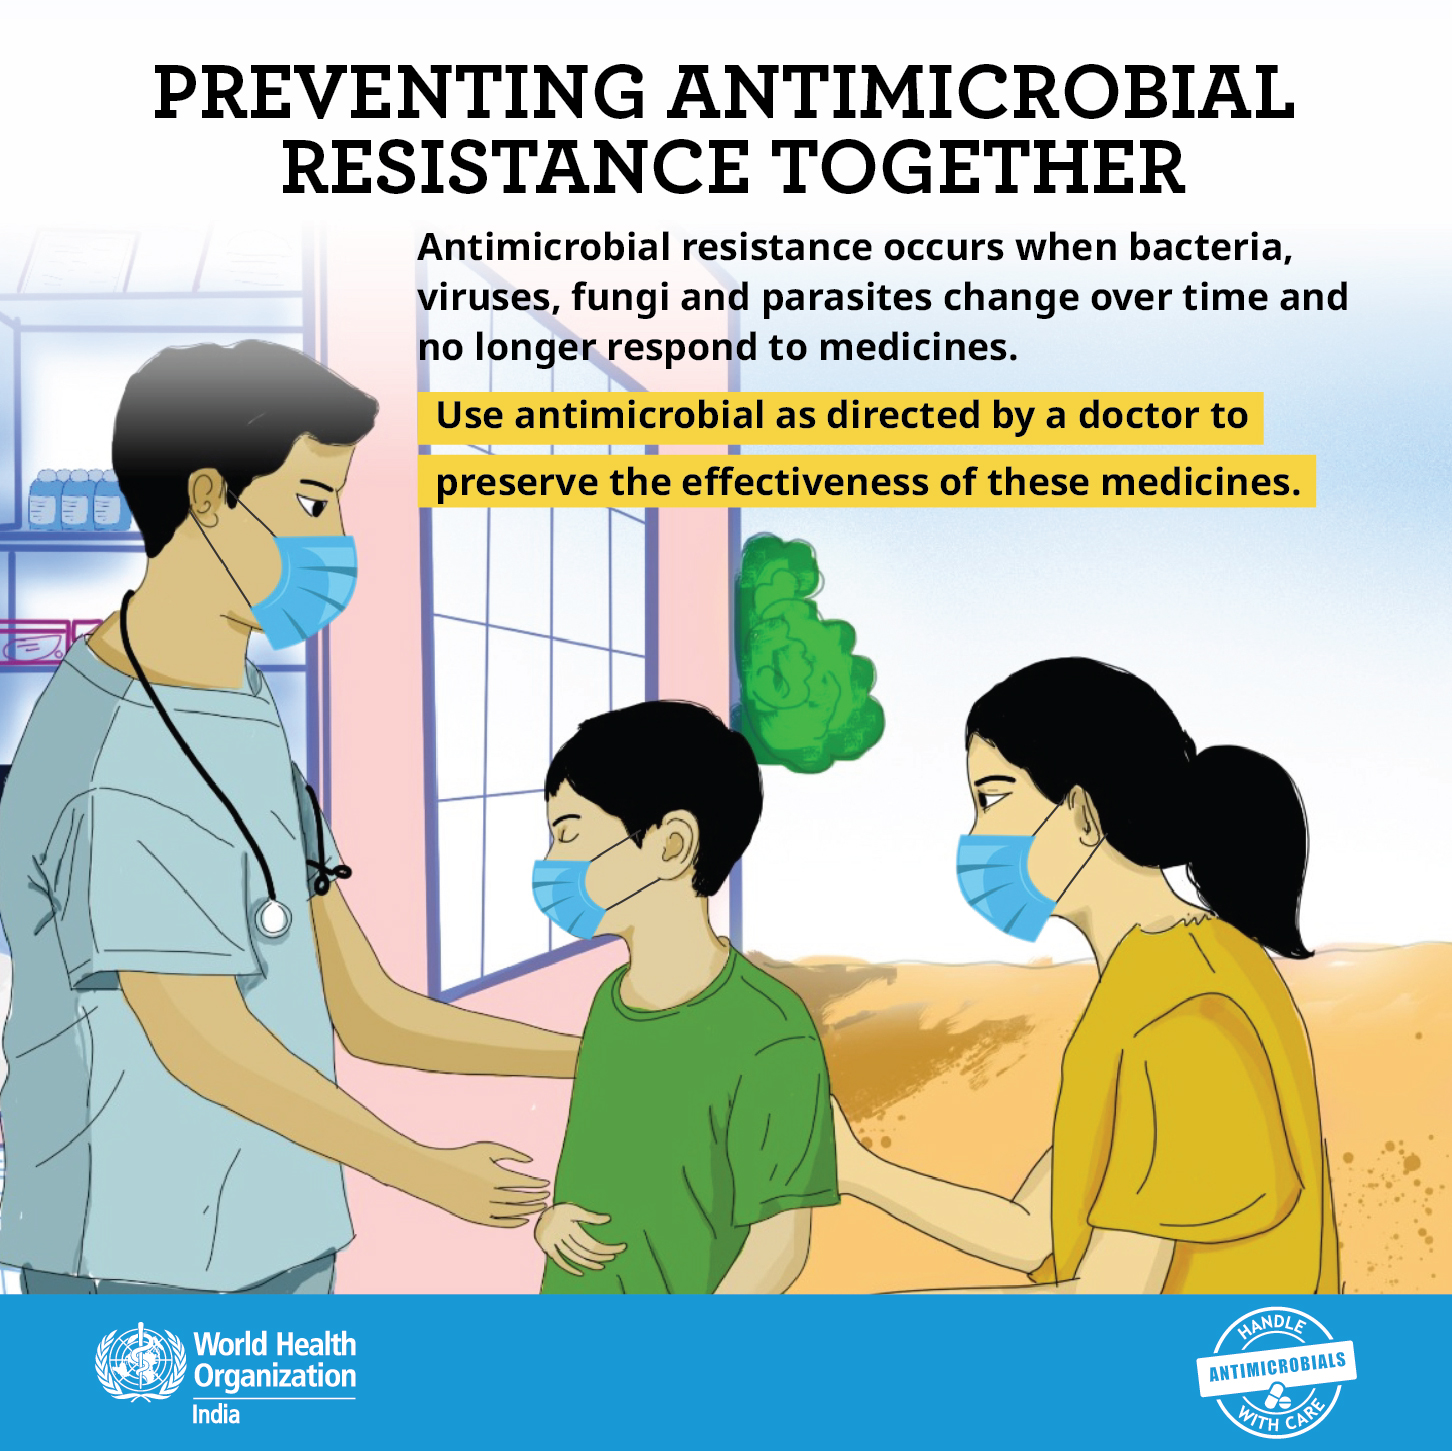 PREVENTING ANTIMICROBIAL
RESISTANCE TOGETHER
Antimicrobial resistance occurs when bacteria,
viruses, fungi and parasites change over time and
no longer respond to medicines.
Use antimicrobial as directed by a doctor to
preserve the effectiveness of these medicines.
World Health
Organization
India
HANDLE
ANTIMICROBIALS
WITH CARE